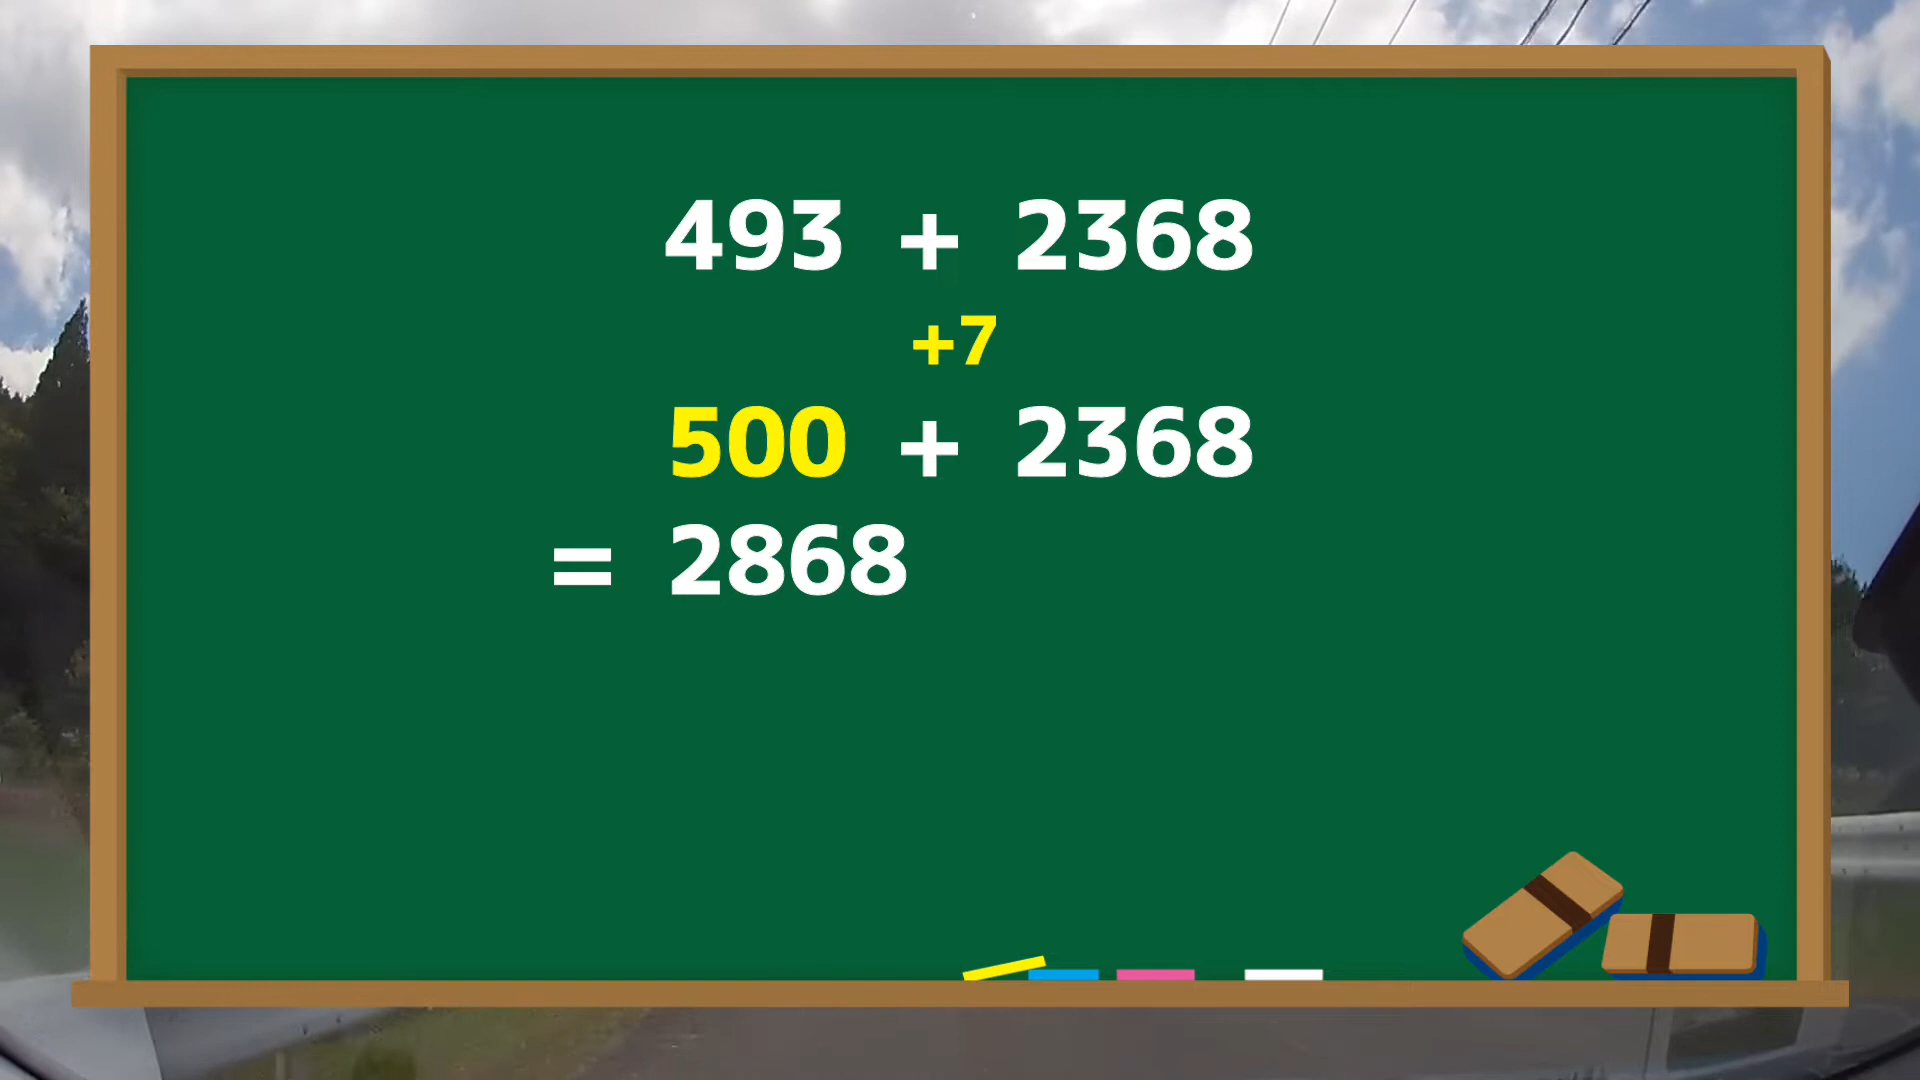 493 + 2368
+7
500 + 2368
= 2868